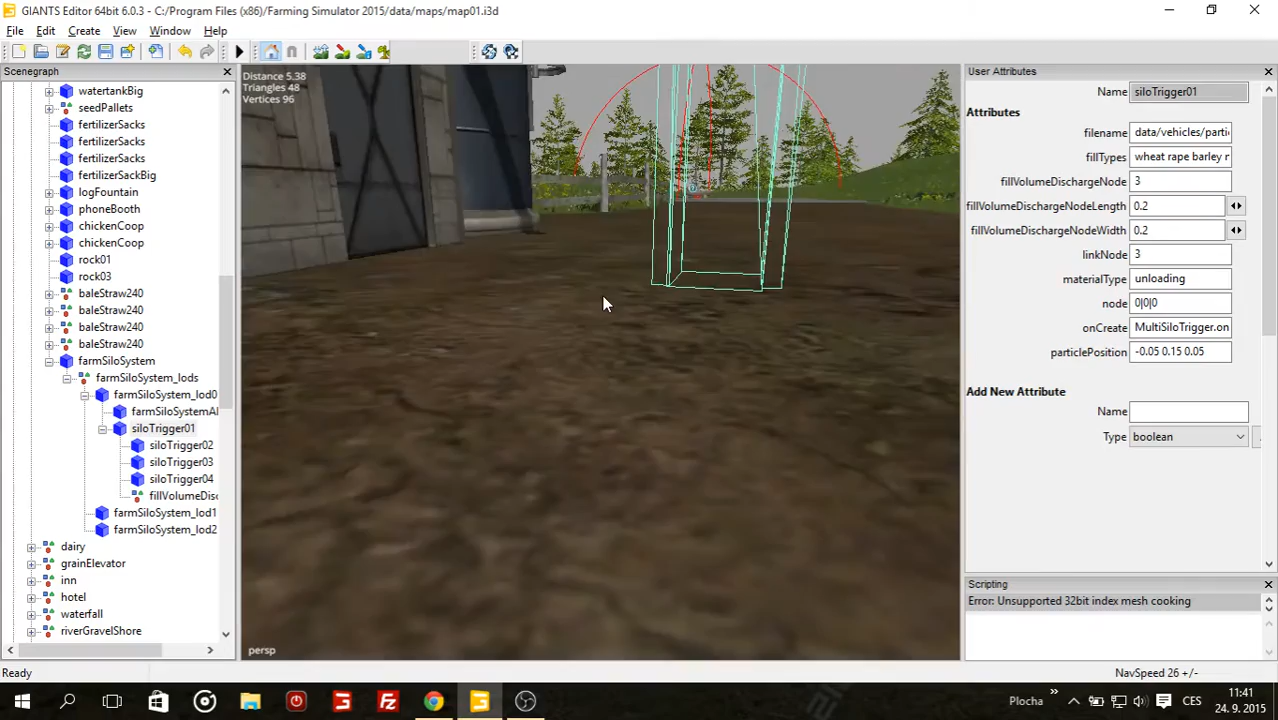 GIANTS Editor 64bit 6.0.3 - C:/Program Files (x86)/Farming Simulator 2015/data/maps/map01.i3d
File Edit Create View Window Help
Scenegraph
watertankBig
seedPallets
fertilizerSacks
fertilizerSacks
fertilizerSacks
fertilizerSackBig
logFountain
phoneBooth
chickenCoop
chickenCoop
rock01
rock03
baleStraw240
baleStraw240
baleStraw240
baleStraw240
farmSiloSystem
farmSiloSystem_lods
farmSiloSystem_lod0
farmSiloSystemAl
siloTrigger01
siloTrigger02
siloTrigger03
siloTrigger04
fillVolumeDisc
farmSiloSystem_lod1
farmSiloSystem_lod2
dairy
grainElevator
inn
hotel
waterfall
riverGravelShore
Distance 5.38
Triangles 48
Vertices 96
persp
User Attributes
Name siloTrigger01
Attributes
filename data/vehicles/parti
fillTypes wheat rape barley
fillVolumeDischargeNode 3
fillVolumeDischargeNodeLength 0.2
fillVolumeDischargeNodeWidth 0.2
linkNode 3
materialType unloading
node 0|0|0
onCreate MultiSiloTrigger.on
particlePosition -0.05 0.15 0.05
Add New Attribute
Name
Type boolean
Scripting
Error: Unsupported 32bit index mesh cooking
Ready
NavSpeed 26 +/-
Plocha
CES
11:41
24. 9. 2015